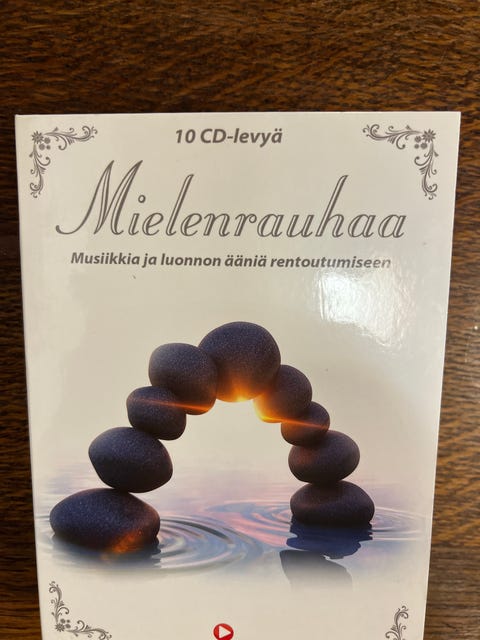 10 CD-levyä
Mielenrauhaa
Musiikkia ja luonnon ääniä rentoutumiseen